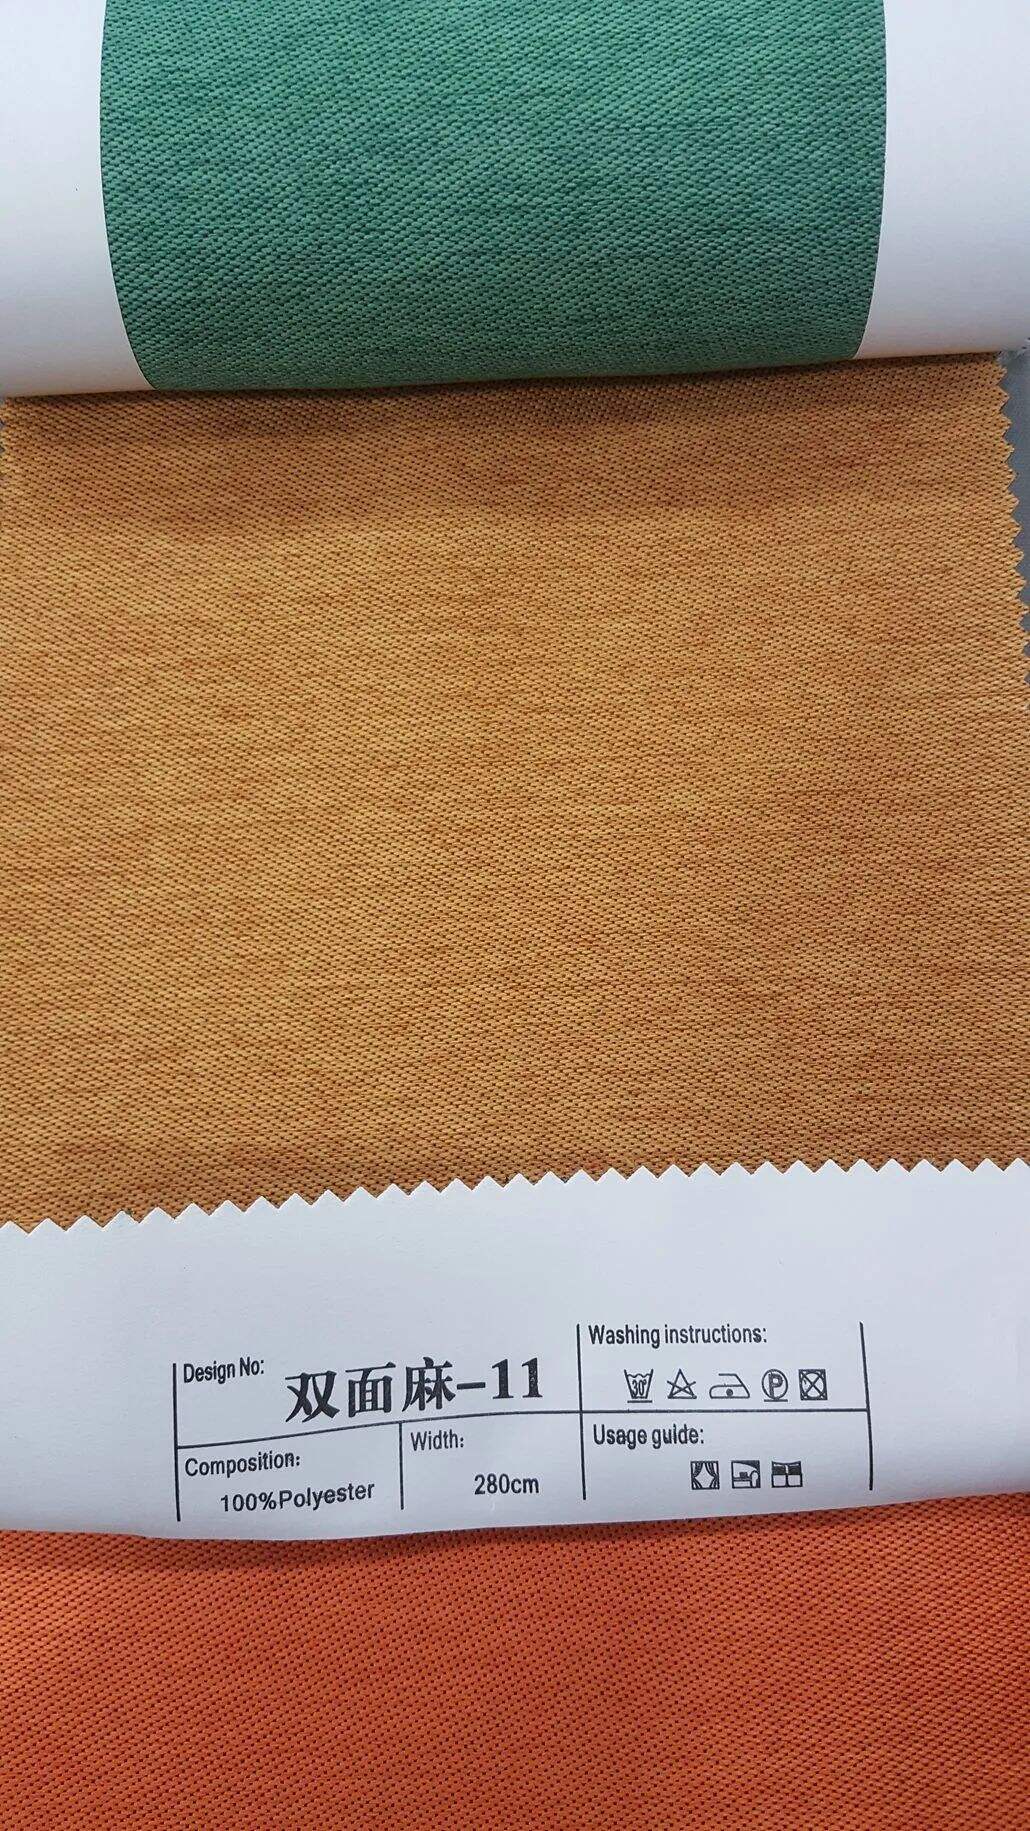 Design No: 双面麻-11
Composition:
100%Polyester
Width:
280cm
Washing instructions:
30 P
Usage guide: